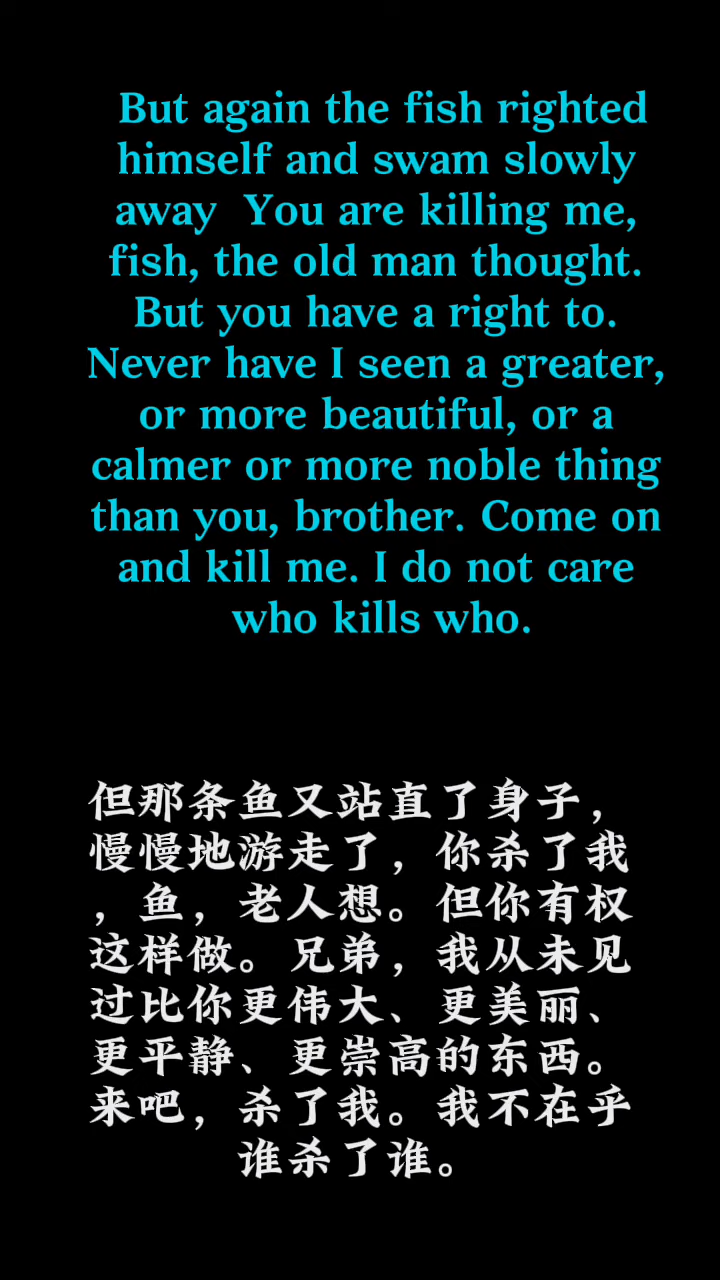 But again the fish righted
himself and swam slowly
away  You are killing me,
fish, the old man thought.
But you have a right to.
Never have I seen a greater,
or more beautiful, or a
calmer or more noble thing
than you, brother. Come on
and kill me. I do not care
who kills who.
但那条鱼又站直了身子，
慢慢地游走了，你杀了我
，鱼，老人想。但你有权
这样做。兄弟，我从未见
过比你更伟大、更美丽、
更平静、更崇高的东西。
来吧，杀了我。我不在乎
谁杀了谁。